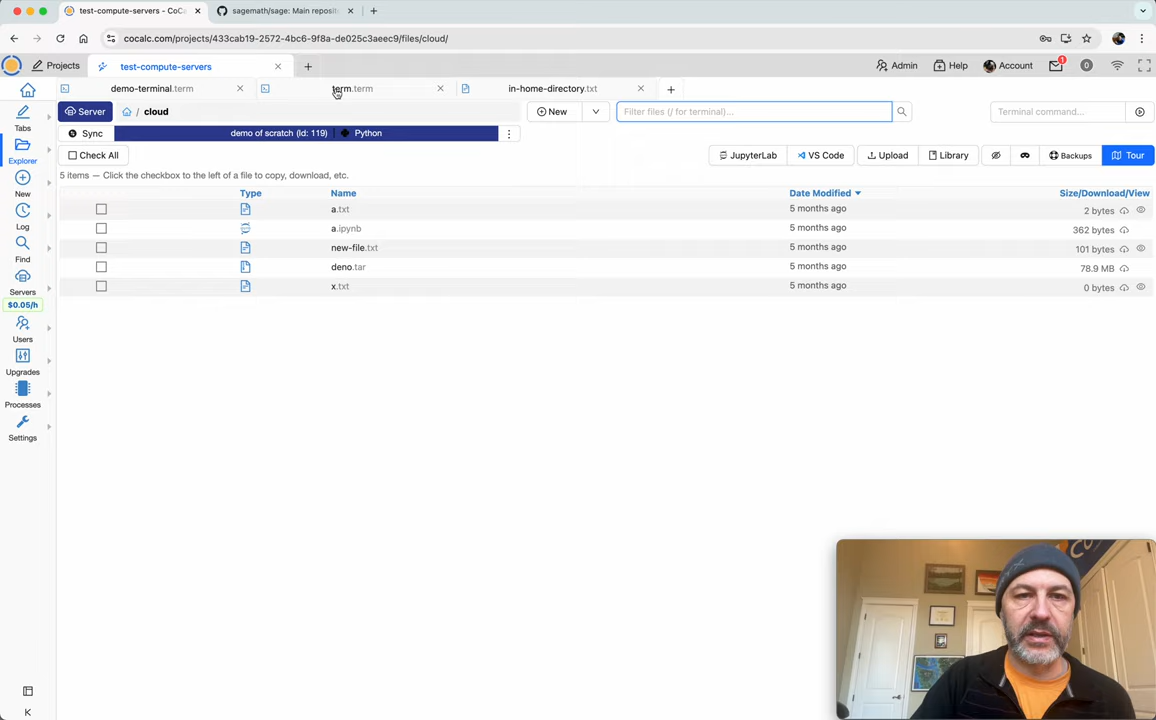 test-compute-servers - CoCa
sagemath/sage: Main reposit
cocalc.com/projects/433cab19-2572-4bc6-9f8a-de025c3aeec9/files/cloud/
Projects
test-compute-servers
Admin
Help
Account
1
0
demo-terminal.term
term.term
in-home-directory.txt
Server
/ cloud
New
Filter files (/ for terminal)...
Terminal command...
Sync
demo of scratch (Id: 119)
Python
Check All
JupyterLab
VS Code
Upload
Library
Backups
Tour
5 items — Click the checkbox to the left of a file to copy, download, etc.
Type
Name
Date Modified
Size/Download/View
a.txt
5 months ago
2 bytes
a.ipynb
5 months ago
362 bytes
new-file.txt
5 months ago
101 bytes
deno.tar
5 months ago
78.9 MB
x.txt
5 months ago
0 bytes
Tabs
Explorer
New
Log
Find
Servers
$0.05/h
Users
Upgrades
Processes
Settings